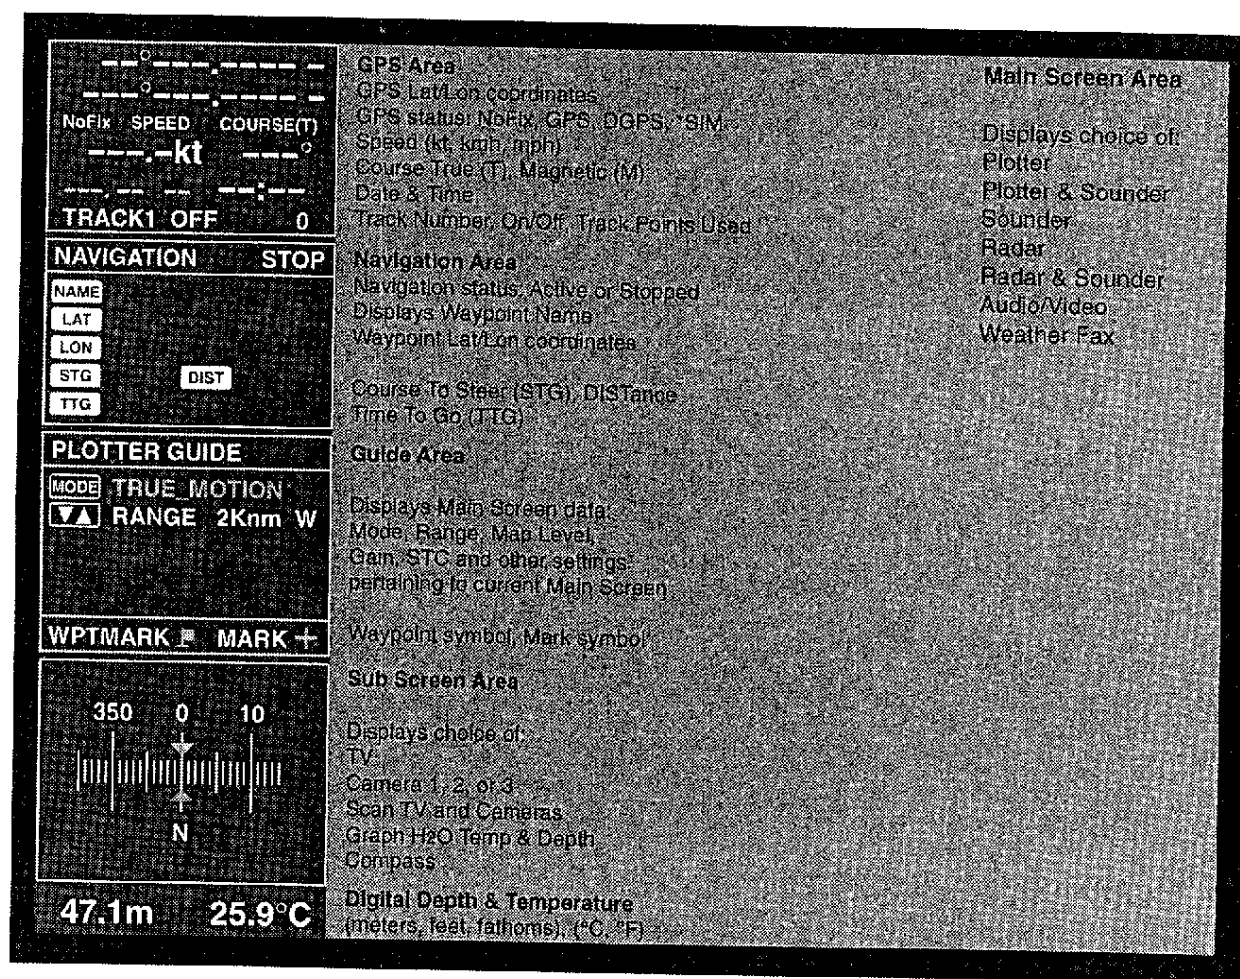 --°---.-----
--°---.-----
NoFix SPEED COURSE(T)
---.-kt ---°
---.-- -- --:--
TRACK1 OFF 0
NAVIGATION STOP
NAME
LAT
LON
STG DIST
TTG
PLOTTER GUIDE
MODE TRUE_MOTION
▼▲ RANGE 2Knm W
WPTMARK MARK +
350 0 10
N
47.1m 25.9°C
GPS Area
GPS Lat/Lon coordinates
GPS status: NoFix, GPS, DGPS, *SIM
Speed (kt, kmh, mph)
Course True (T), Magnetic (M)
Date & Time
Track Number, On/Off, Track Points Used
Navigation Area
Navigation status: Active or Stopped
Displays Waypoint Name
Waypoint Lat/Lon coordinates
Course To Steer (STG), DISTance
Time To Go (TTG)
Guide Area
Displays Main Screen data:
Mode, Range, Map Level,
Gain, STC and other settings
pertaining to current Main Screen
Waypoint symbol, Mark symbol
Sub Screen Area
Displays choice of:
TV
Camera 1, 2, or 3
Scan TV and Cameras
Graph H2O Temp & Depth
Compass
Digital Depth & Temperature
(meters, feet, fathoms), (°C, °F)
Main Screen Area
Displays choice of:
Plotter
Plotter & Sounder
Sounder
Radar
Radar & Sounder
Audio/Video
Weather Fax